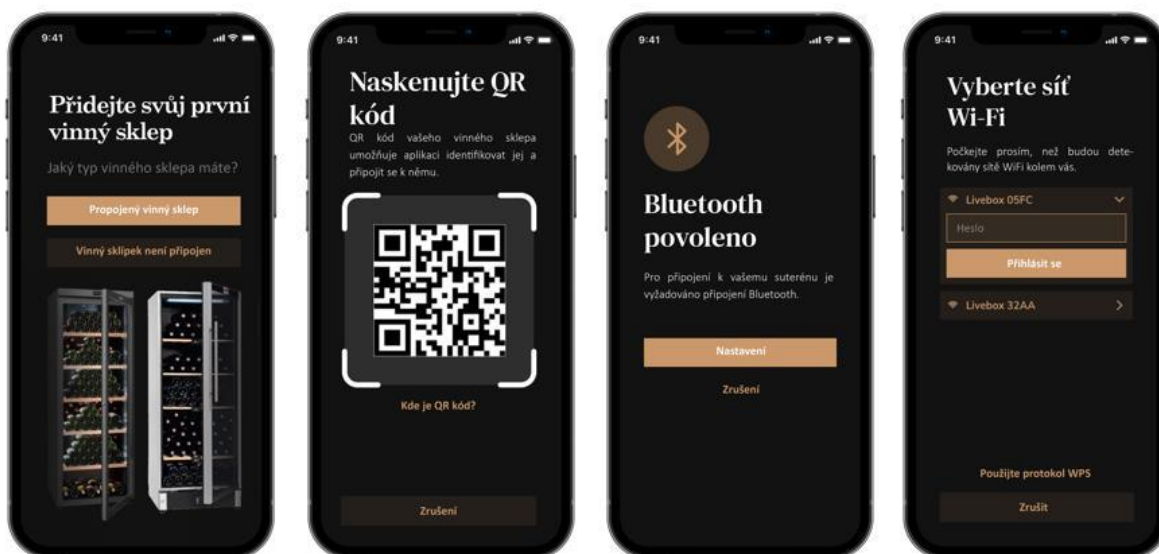 9:41
Přidejte svůj první
vinný sklep
Jaký typ vinného sklepa máte?
Propojený vinný sklep
Vinný sklípek není připojen
9:41
Naskenujte QR
kód
QR kód vašeho vinného sklepa
umožňuje aplikaci identifikovat jej a
připojit se k němu.
Kde je QR kód?
Zrušení
9:41
Bluetooth
povoleno
Pro připojení k vašemu suterénu je
vyžadováno připojení Bluetooth.
Nastavení
Zrušení
9:41
Vyberte síť
Wi-Fi
Počkejte prosím, než budou dete-
kovány sítě WiFi kolem vás.
Livebox 05FC
Heslo
Přihlásit se
Livebox 32AA
Použijte protokol WPS
Zrušit